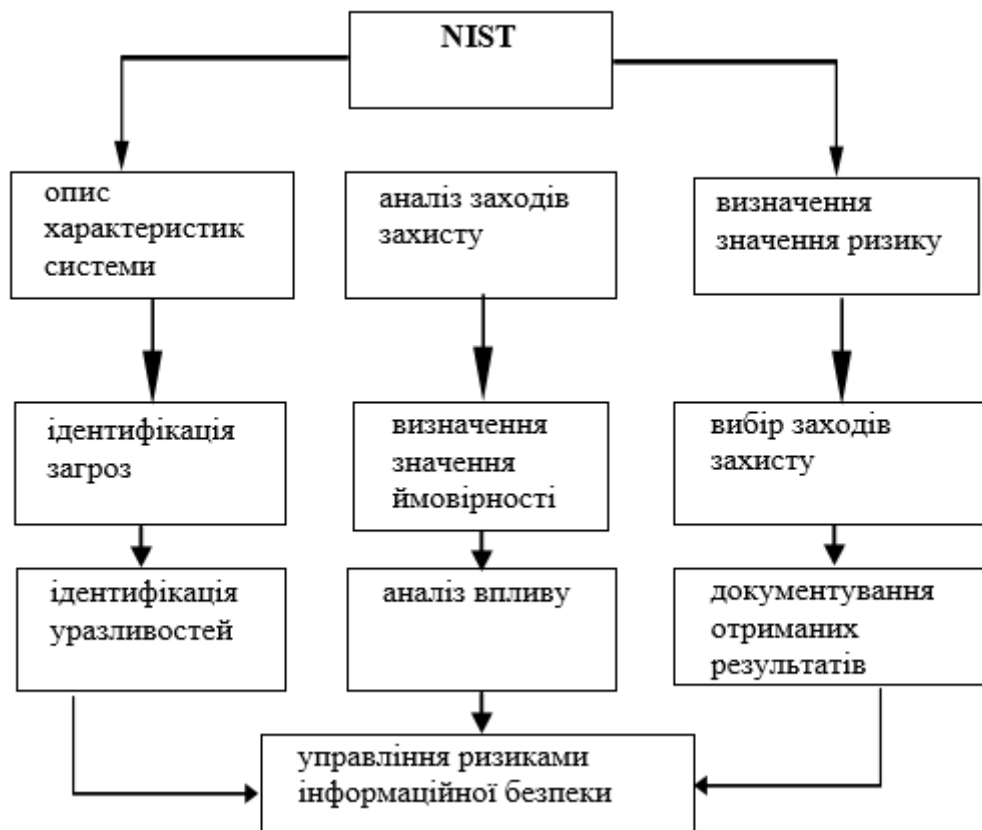 NIST
опис
характеристик
системи
аналіз заходів
захисту
визначення
значення ризику
ідентифікація
загроз
визначення
значення
ймовірності
вибір заходів
захисту
ідентифікація
уразливостей
аналіз впливу
документування
отриманих
результатів
управління ризиками
інформаційної безпеки